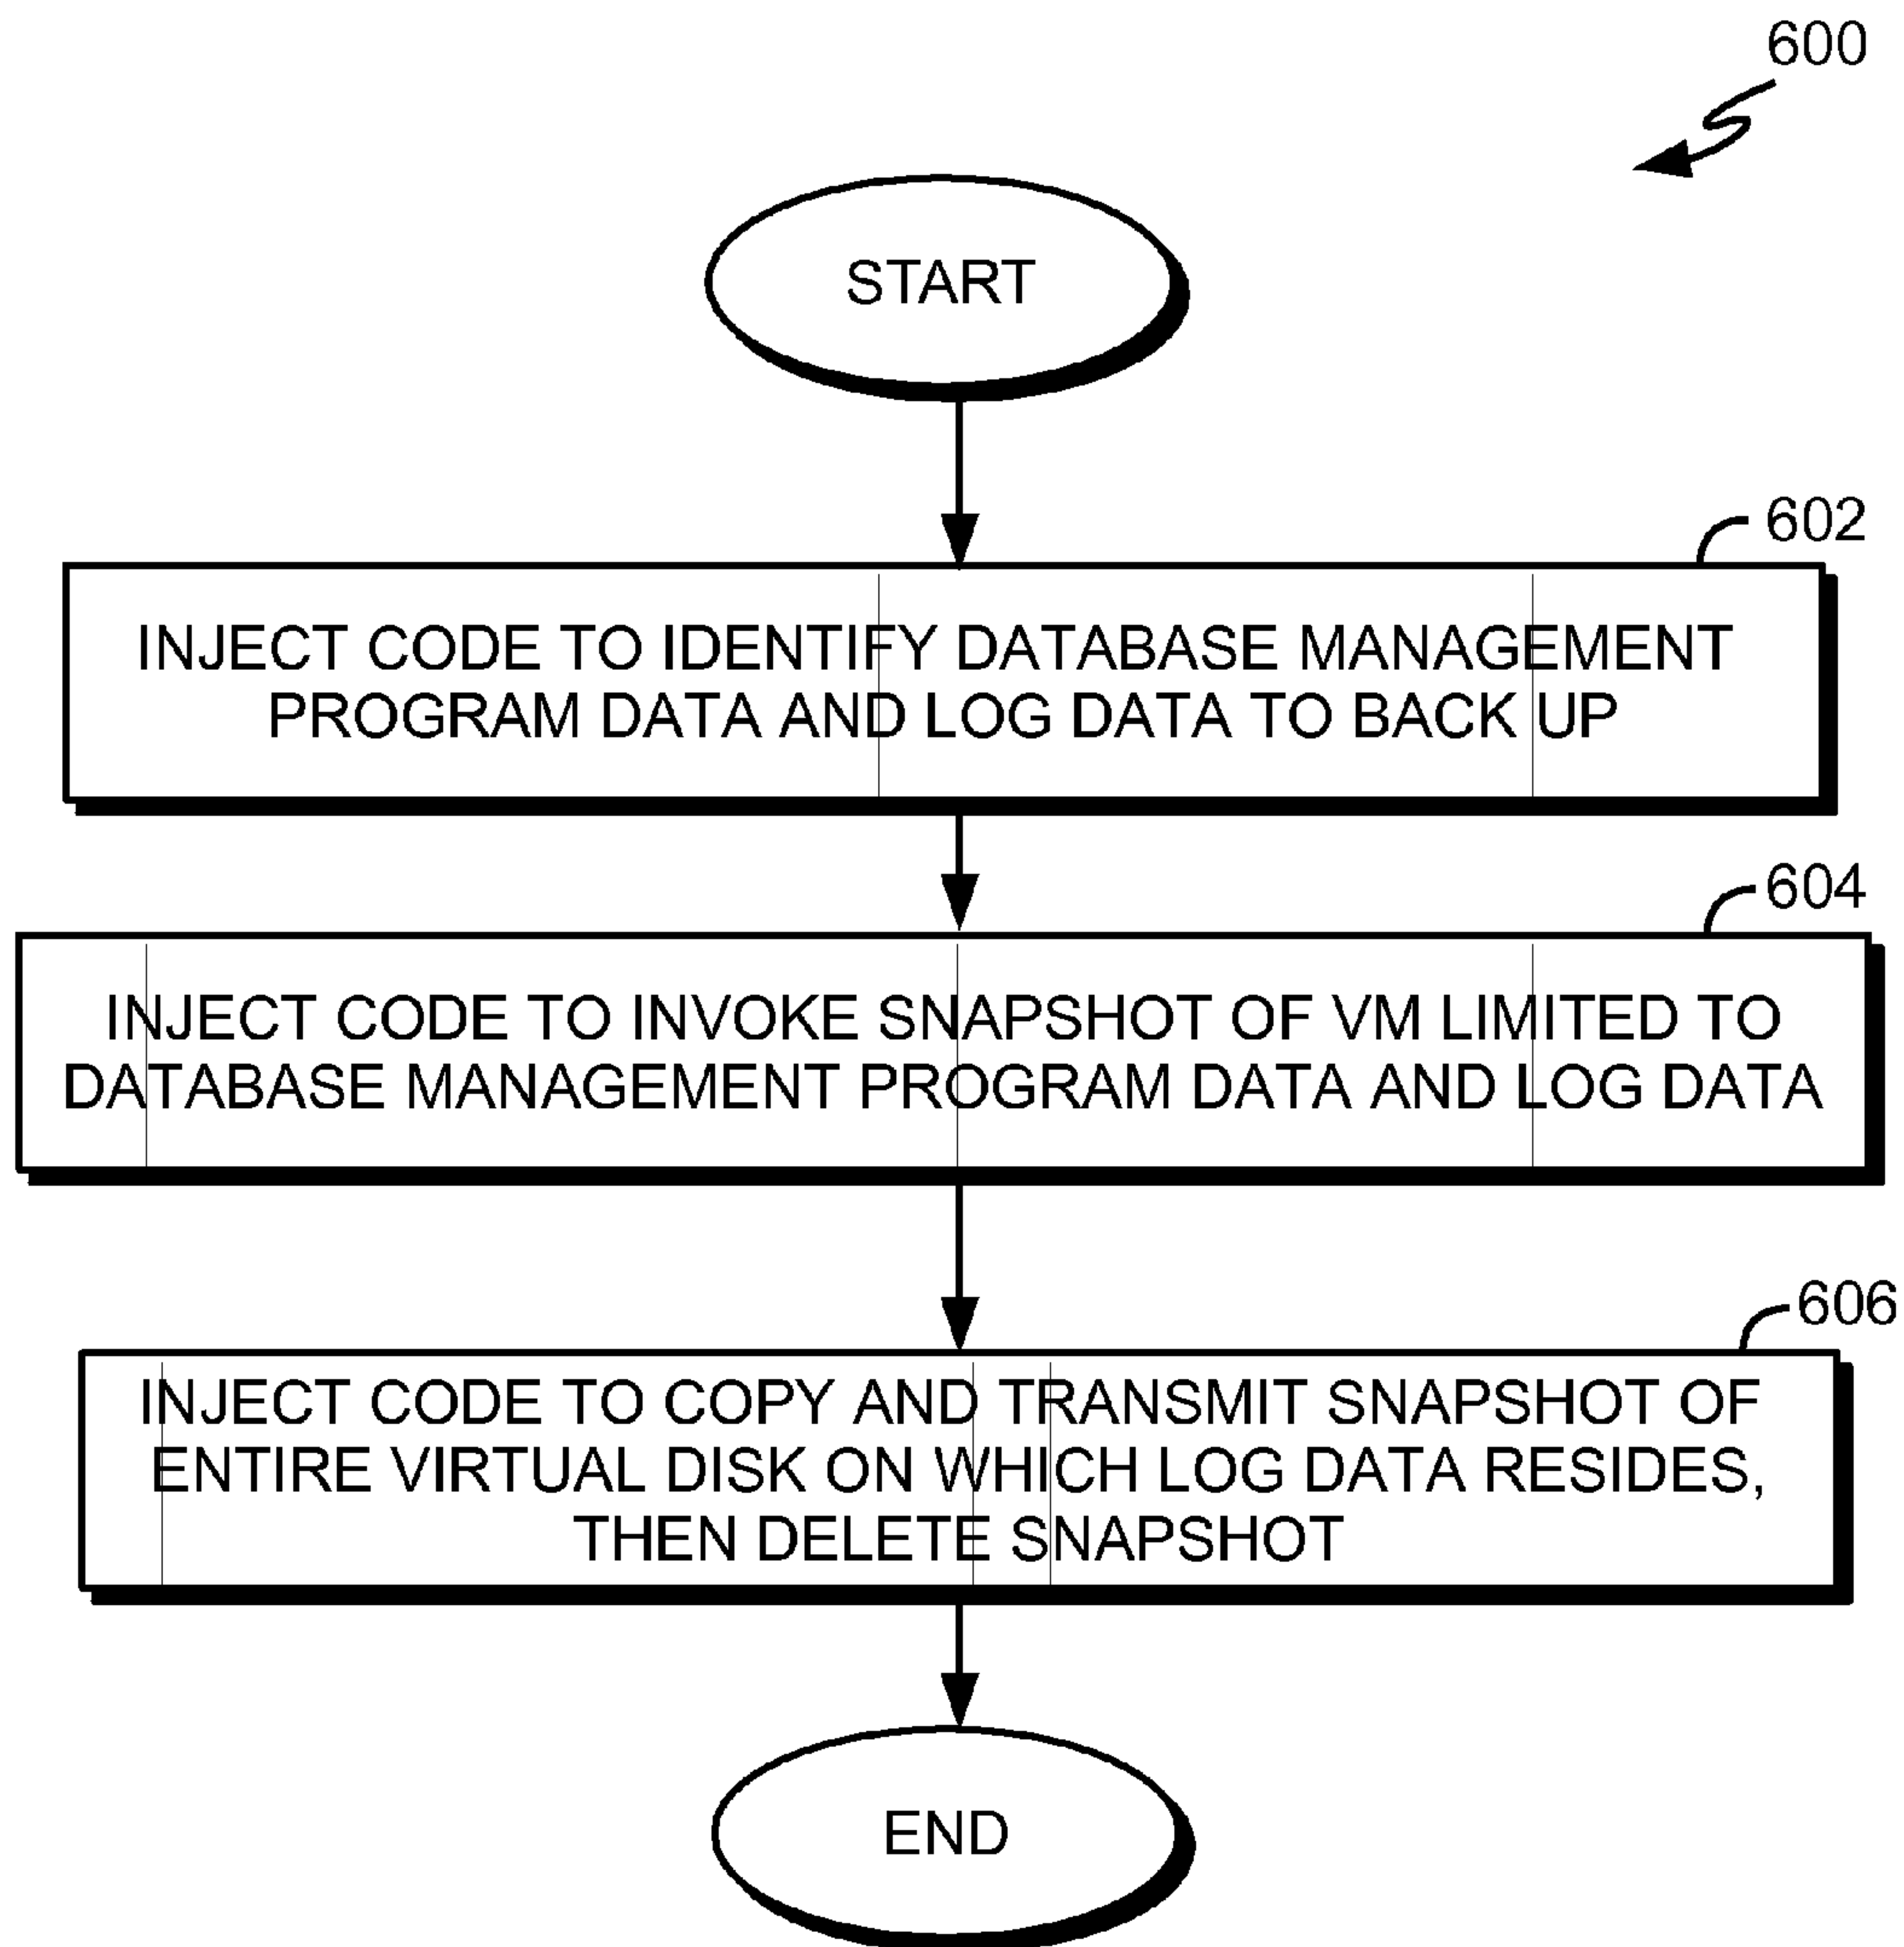 600
START
602
INJECT CODE TO IDENTIFY DATABASE MANAGEMENT
PROGRAM DATA AND LOG DATA TO BACK UP
604
INJECT CODE TO INVOKE SNAPSHOT OF VM LIMITED TO
DATABASE MANAGEMENT PROGRAM DATA AND LOG DATA
606
INJECT CODE TO COPY AND TRANSMIT SNAPSHOT OF
ENTIRE VIRTUAL DISK ON WHICH LOG DATA RESIDES,
THEN DELETE SNAPSHOT
END